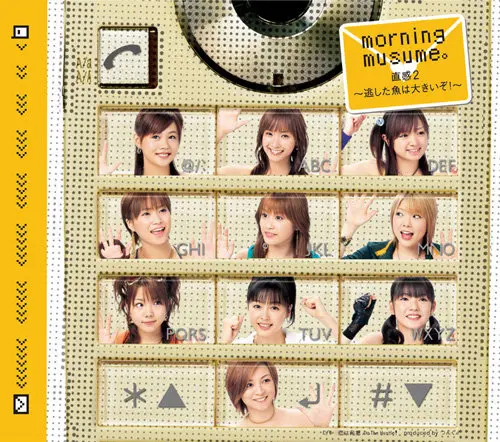 morning
musume。
直感2
〜逃した魚は大きいぞ!〜
A/a
@/:
ABC
DEF
GHI
JKL
MNO
PQRS
TUV
WXYZ
* ▲
↲
# ▼